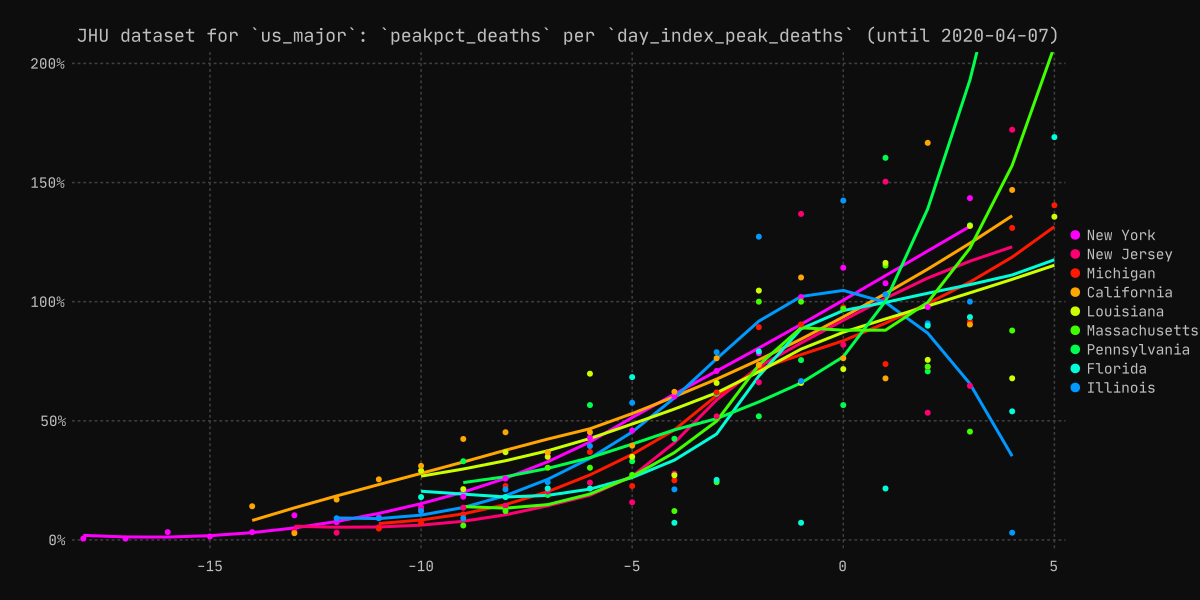 JHU dataset for `us_major`: `peakpct_deaths` per `day_index_peak_deaths` (until 2020-04-07)
200%
150%
100%
50%
0%
-15
-10
-5
0
5
New York
New Jersey
Michigan
California
Louisiana
Massachusetts
Pennsylvania
Florida
Illinois